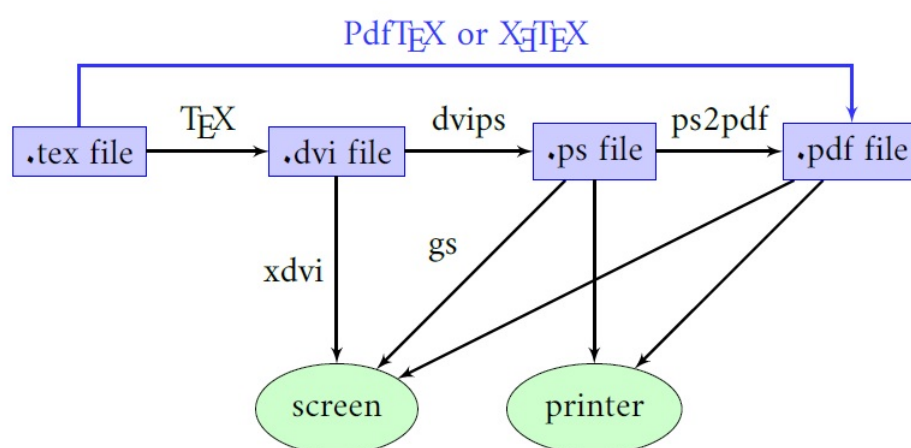 PdfTEX or XƎTEX
TEX dvips ps2pdf
.tex file .dvi file .ps file .pdf file
xdvi gs
screen printer